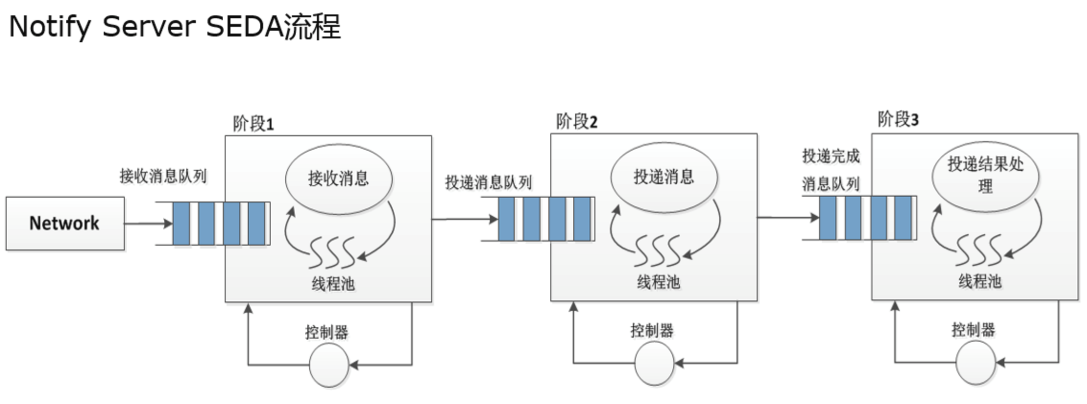 Notify Server SEDA流程
Network
接收消息队列
阶段1
接收消息
线程池
控制器
投递消息队列
阶段2
投递消息
线程池
控制器
投递完成
消息队列
阶段3
投递结果处
理
线程池
控制器